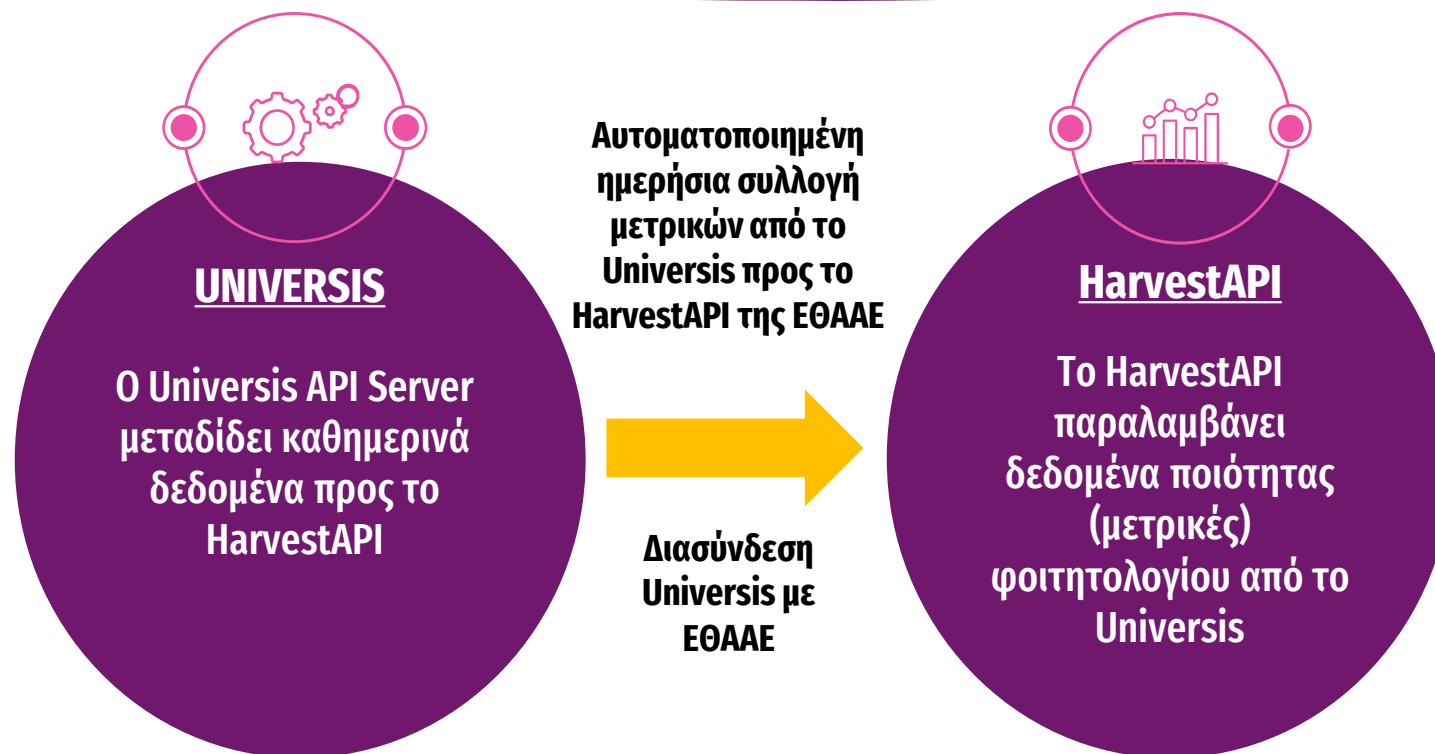 UNIVERSIS
Ο Universis API Server
μεταδίδει καθημερινά
δεδομένα προς το
HarvestAPI
Αυτοματοποιημένη
ημερήσια συλλογή
μετρικών από το
Universis προς το
HarvestAPI της ΕΘΑΑΕ
Διασύνδεση
Universis με
ΕΘΑΑΕ
HarvestAPI
Το HarvestAPI
παραλαμβάνει
δεδομένα ποιότητας
(μετρικές)
φοιτητολογίου από το
Universis